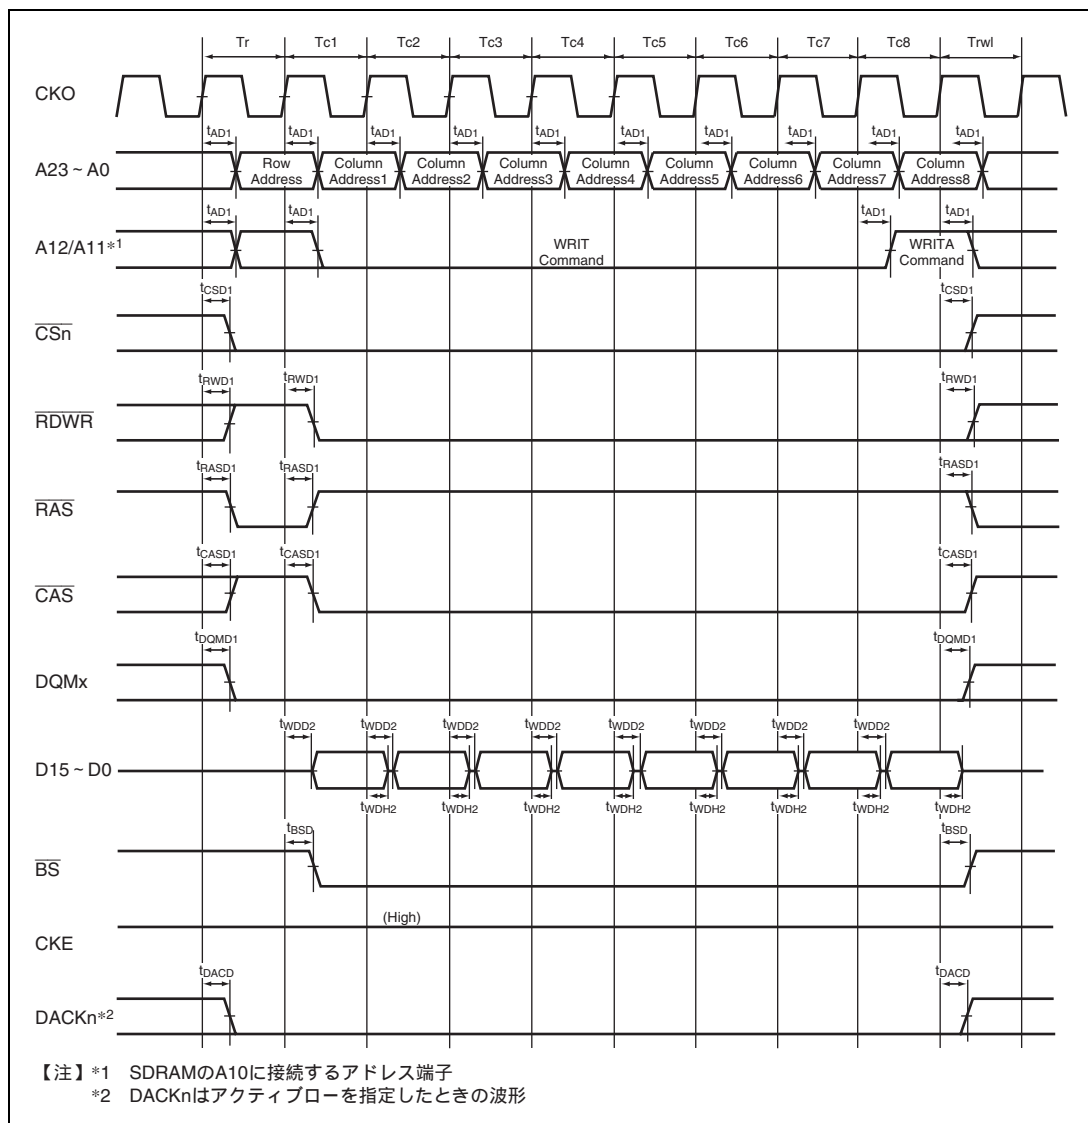 Tr Tc1 Tc2 Tc3 Tc4 Tc5 Tc6 Tc7 Tc8 Trwl
CKO
tAD1 tAD1 tAD1 tAD1 tAD1 tAD1 tAD1 tAD1 tAD1 tAD1
A23 ~ A0
Row Address
Column Address1
Column Address2
Column Address3
Column Address4
Column Address5
Column Address6
Column Address7
Column Address8
tAD1 tAD1 tAD1 tAD1
A12/A11*1
WRIT Command
WRITA Command
tCSD1 tCSD1
CSn
tRWD1 tRWD1 tRWD1
RDWR
tRASD1 tRASD1 tRASD1
RAS
tCASD1 tCASD1 tCASD1
CAS
tDQMD1 tDQMD1
DQMx
tWDD2 tWDD2 tWDD2 tWDD2 tWDD2 tWDD2 tWDD2 tWDD2
D15 ~ D0
tWDH2 tWDH2 tWDH2 tWDH2 tWDH2 tWDH2 tWDH2 tWDH2
tBSD tBSD
BS
(High)
CKE
tDACD tDACD
DACKn*2
【注】*1 SDRAMのA10に接続するアドレス端子
*2 DACKnはアクティブローを指定したときの波形